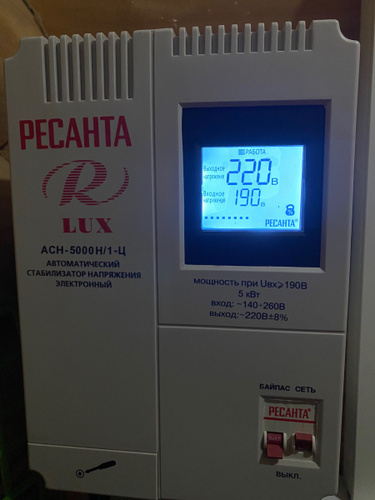 РЕСАНТА
R
LUX
АСН-5000Н/1-Ц
АВТОМАТИЧЕСКИЙ
СТАБИЛИЗАТОР НАПРЯЖЕНИЯ
ЭЛЕКТРОННЫЙ
РАБОТА
Выходное
напряжение
220В
Входное
напряжение
190В
РЕСАНТА
мощность при Uвх⩾190В
5 кВт
вход: ~140÷260В
выход:~220В±8%
БАЙПАС СЕТЬ
РЕСАНТА
ВЫКЛ.